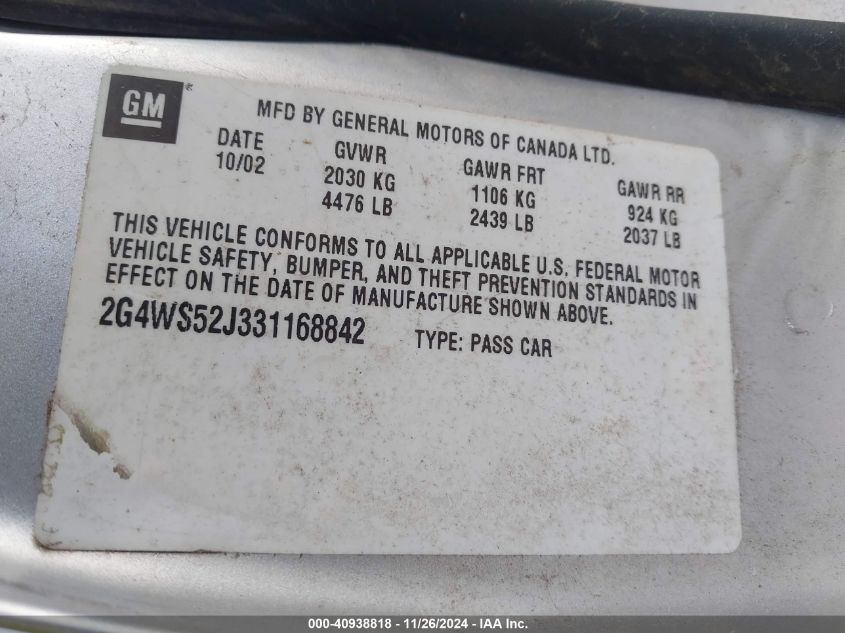 GM
MFD BY GENERAL MOTORS OF CANADA LTD.
DATE GVWR GAWR FRT GAWR RR
10/02 2030 KG 1106 KG 924 KG
4476 LB 2439 LB 2037 LB
THIS VEHICLE CONFORMS TO ALL APPLICABLE U.S. FEDERAL MOTOR
VEHICLE SAFETY, BUMPER, AND THEFT PREVENTION STANDARDS IN
EFFECT ON THE DATE OF MANUFACTURE SHOWN ABOVE.
2G4WS52J331168842 TYPE: PASS CAR
000-40938818 - 11/26/2024 - IAA Inc.